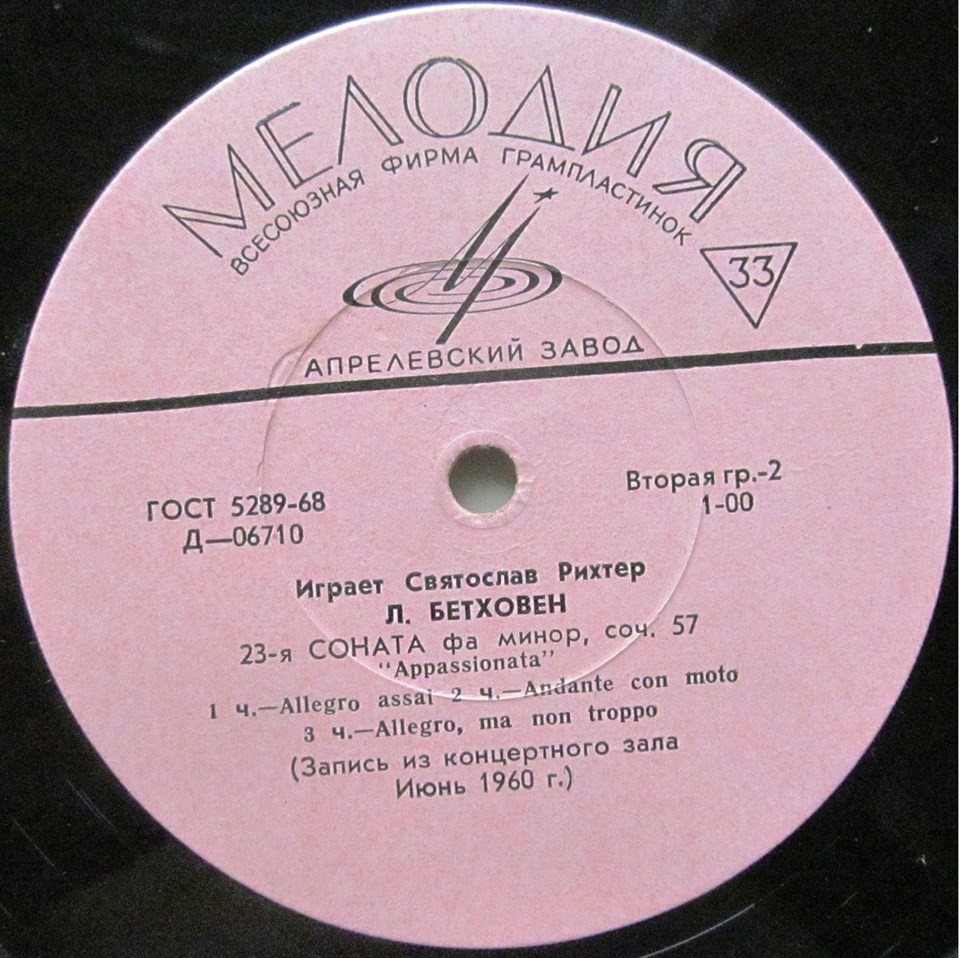 МЕЛОДИЯ
ВСЕСОЮЗНАЯ ФИРМА ГРАМПЛАСТИНОК
33
АПРЕЛЕВСКИЙ ЗАВОД
ГОСТ 5289-68
Д—06710
Вторая гр.-2
1-00
Играет Святослав Рихтер
Л. БЕТХОВЕН
23-я СОНАТА фа минор, соч. 57
"Appassionata"
1 ч.—Allegro assai 2 ч.—Andante con moto
3 ч.—Allegro, ma non troppo
(Запись из концертного зала
Июнь 1960 г.)